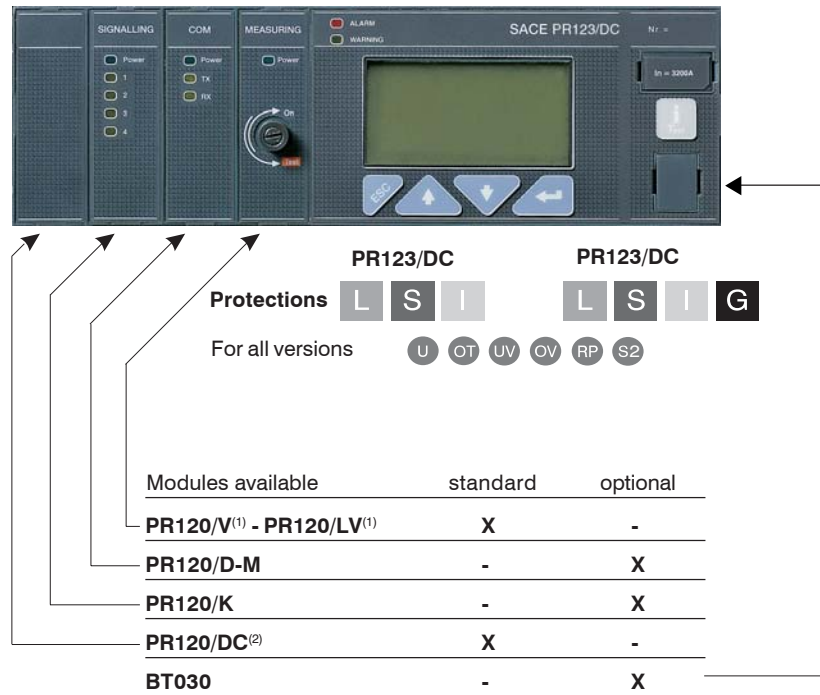 SIGNALLING COM MEASURING ALARM SACE PR123/DC Nr. =
WARNING
Power Power Power
1 TX In = 3200A
2 RX
3 On
4
Test
ESC
PR123/DC PR123/DC
Protections L S I L S I G
For all versions U OT UV OV RP S2
Modules available standard optional
PR120/V(1) - PR120/LV(1) X -
PR120/D-M - X
PR120/K - X
PR120/DC(2) X -
BT030 - X